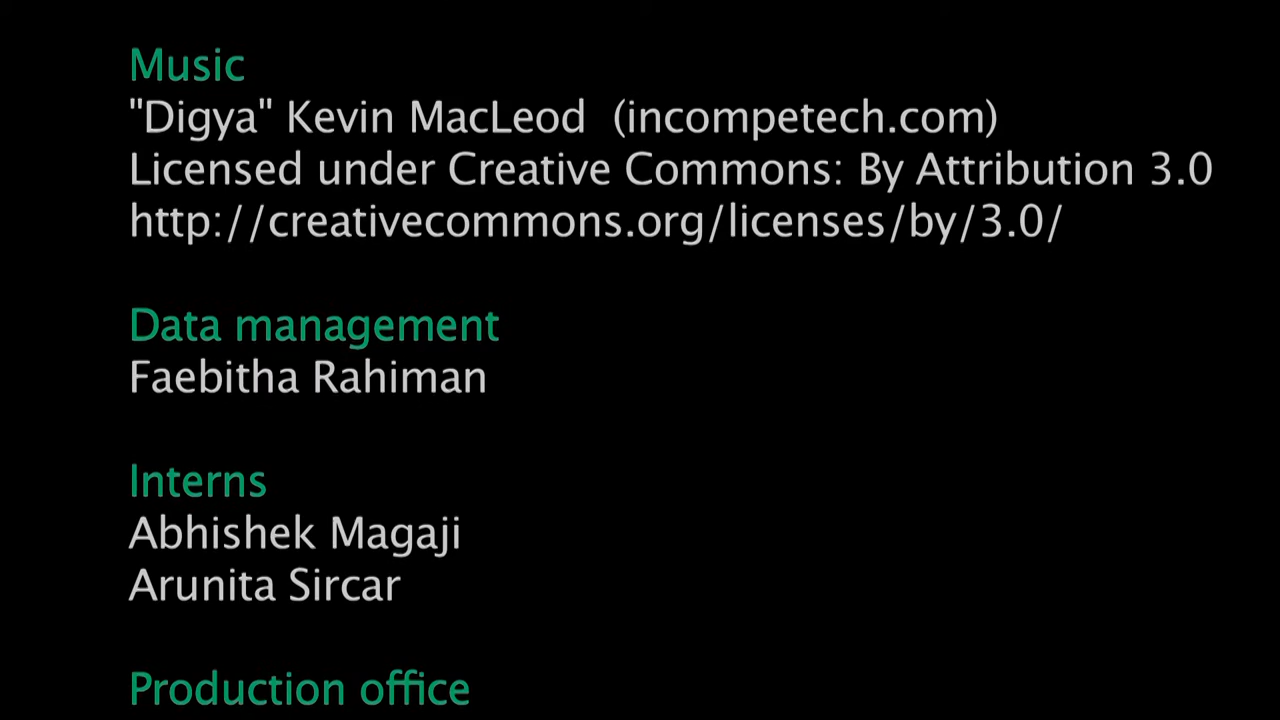 Music
"Digya" Kevin MacLeod (incompetech.com)
Licensed under Creative Commons: By Attribution 3.0
http://creativecommons.org/licenses/by/3.0/
Data management
Faebitha Rahiman
Interns
Abhishek Magaji
Arunita Sircar
Production office